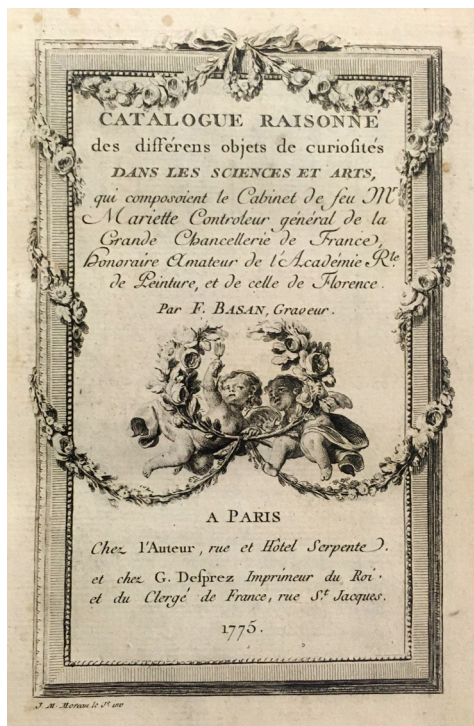 CATALOGUE RAISONNÉ
des différens objets de curiosités
DANS LES SCIENCES ET ARTS,
qui composoient le Cabinet de feu Mr
Mariette Controleur général de la
Grande Chancellerie de France,
Honoraire Amateur de l'Académie Rle
de Peinture, et de celle de Florence.
Par F. BASAN, Graveur.
A PARIS
Chez l'Auteur, rue et Hôtel Serpente.
et chez G. Desprez Imprimeur du Roi.
et du Clergé de France, rue St. Jacques.
1775.
J. M. Moreau le Je. inv